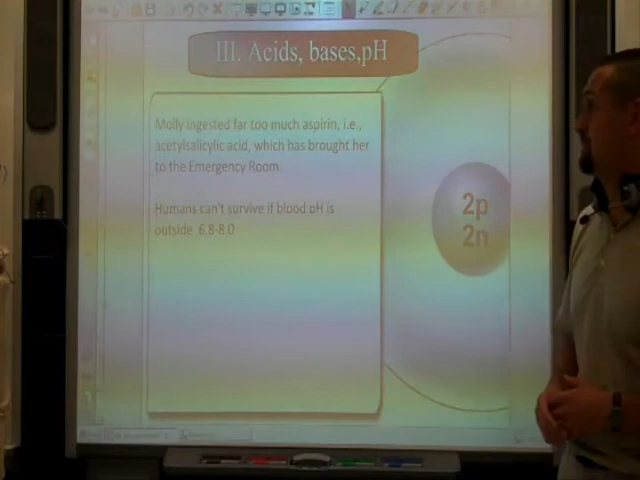 III. Acids, bases,pH
Molly ingested far too much aspirin, i.e.,
acetylsalicylic acid, which has brought her
to the Emergency Room
Humans can't survive if blood pH is
outside 6.8-8.0
2p
2n